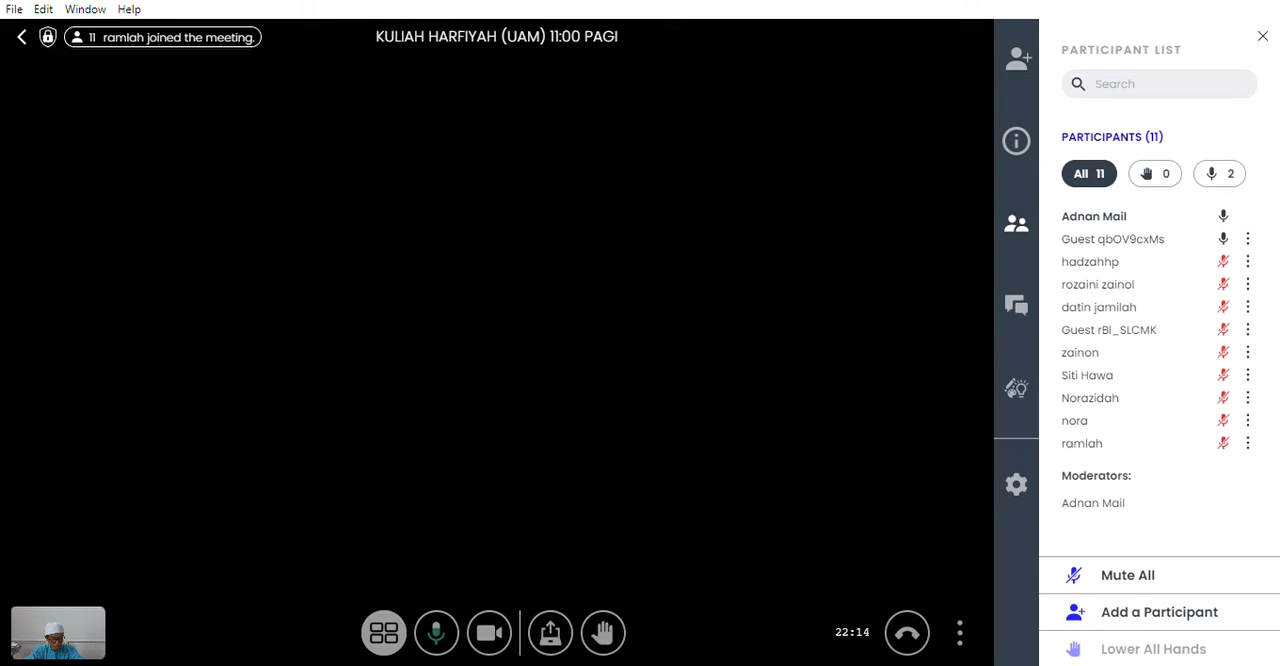 File Edit Window Help
11 ramlah joined the meeting.
KULIAH HARFIYAH (UAM) 11:00 PAGI
PARTICIPANT LIST
Search
PARTICIPANTS (11)
All 11 0 2
Adnan Mail
Guest qbOV9cxMs
hadzahhp
rozaini zainol
datin jamilah
Guest rBl_SLCMK
zainon
Siti Hawa
Norazidah
nora
ramlah
Moderators:
Adnan Mail
Mute All
Add a Participant
Lower All Hands
22:14